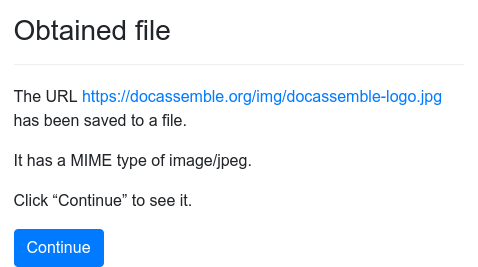 Obtained file
The URL https://docassemble.org/img/docassemble-logo.jpg
has been saved to a file.
It has a MIME type of image/jpeg.
Click “Continue” to see it.
Continue